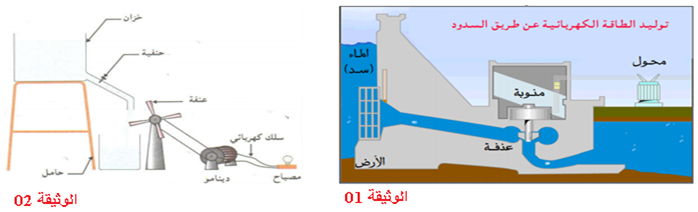 توليد الطاقة الكهربائية عن طريق السدود
الماء
(سد)
محول
منوبة
عذفة
الأرض
الوثيقة 01
خزان
حنفية
عنفة
سلك كهربائي
حامل
دينامو
مصباح
الوثيقة 02